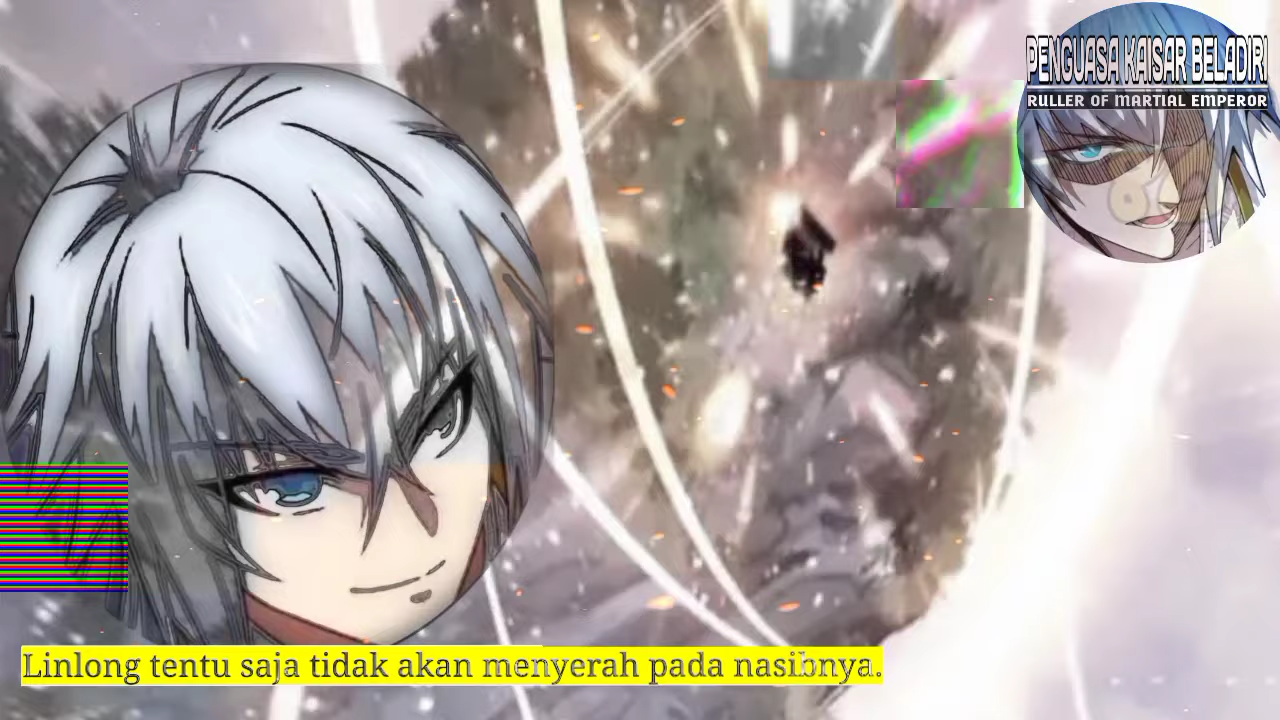 PENGUASA KAISAR BELADIRI
RULLER OF MARTIAL EMPEROR
Linlong tentu saja tidak akan menyerah pada nasibnya.